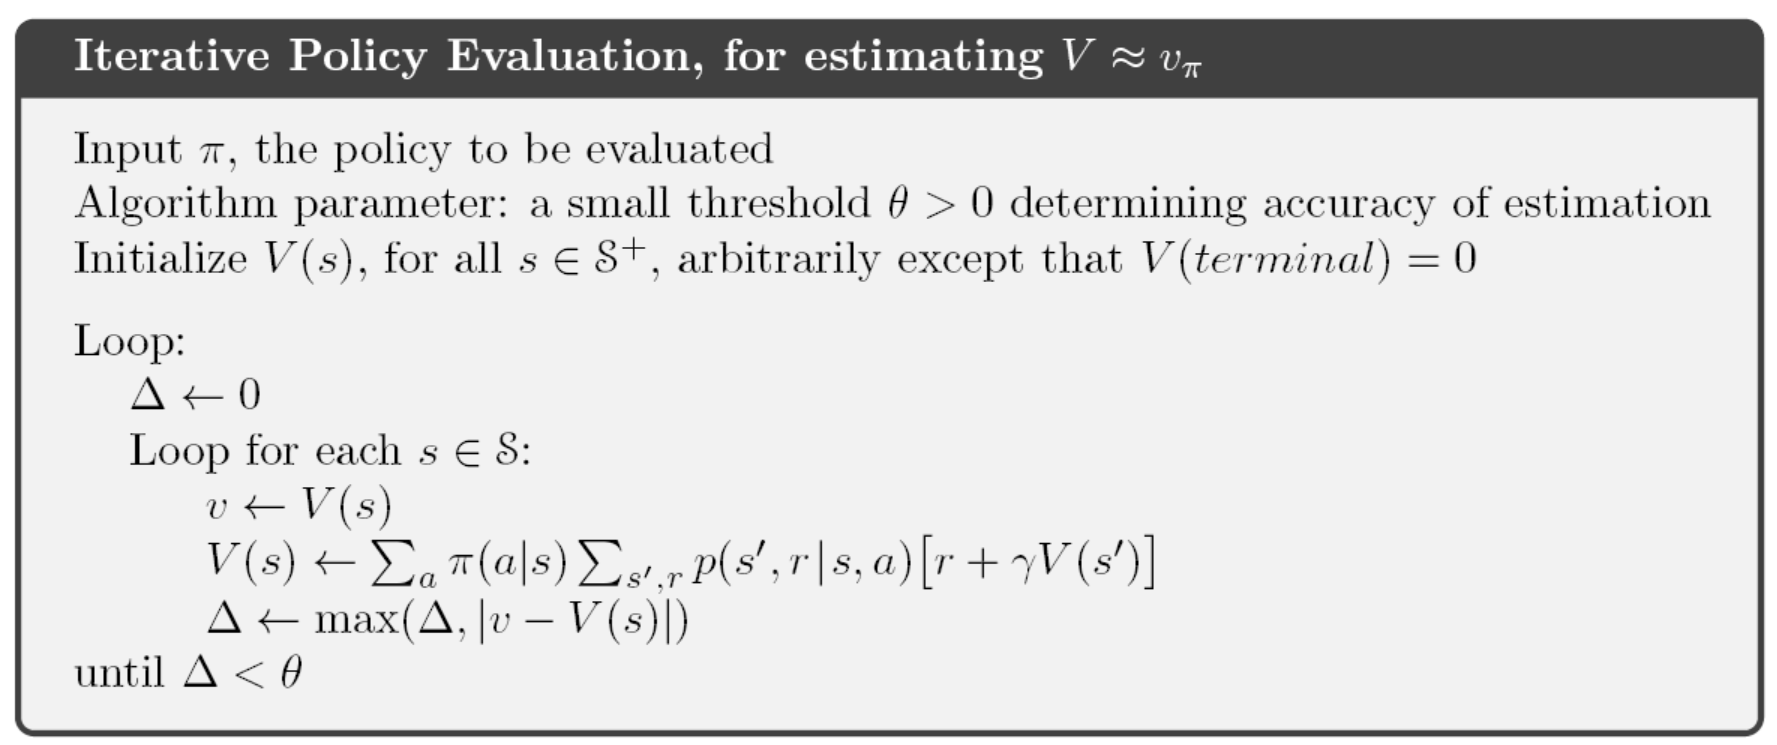 Iterative Policy Evaluation, for estimating V ≈ v_π
Input π, the policy to be evaluated
Algorithm parameter: a small threshold θ > 0 determining accuracy of estimation
Initialize V(s), for all s ∈ 𝒮⁺, arbitrarily except that V(terminal) = 0
Loop:
Δ ← 0
Loop for each s ∈ 𝒮:
v ← V(s)
V(s) ← ∑_a π(a|s) ∑_{s′,r} p(s′, r|s, a)[r + γV(s′)]
Δ ← max(Δ, |v − V(s)|)
until Δ < θ